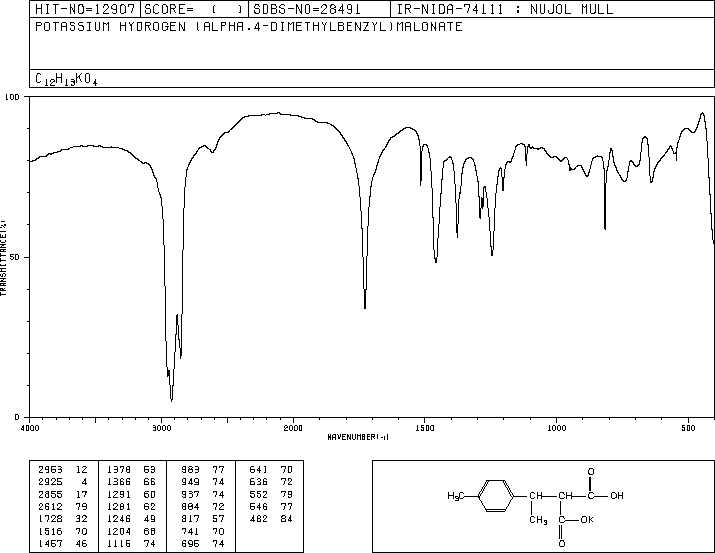 HIT-NO=12907 SCORE= ( ) SDBS-NO=28491 IR-NIDA-74111 : NUJOL MULL
POTASSIUM HYDROGEN (ALPHA,4-DIMETHYLBENZYL)MALONATE
C12H13KO4
100
50
0
TRANSMITTANCE(%)
4000 3000 2000 1500 1000 500
WAVENUMBER(-1)
2953 12 1378 53 983 77 641 70
2925 4 1366 66 949 74 636 72
2855 17 1291 60 937 74 552 79
2612 79 1281 62 884 72 546 77
1728 32 1246 49 817 57 482 84
1516 70 1204 68 741 70
1457 46 1115 74 695 74
H3C
CH
CH
C
OH
O
CH3
C
OK
O